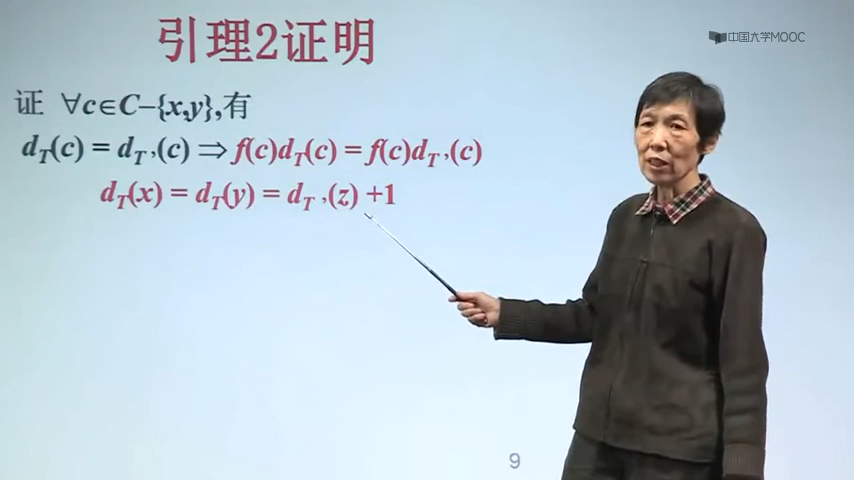 引理2证明
中国大学MOOC
证 ∀c∈C−{x,y},有
d_T(c) = d_T'(c) ⇒ f(c)d_T(c) = f(c)d_T'(c)
d_T(x) = d_T(y) = d_T'(z) +1
9